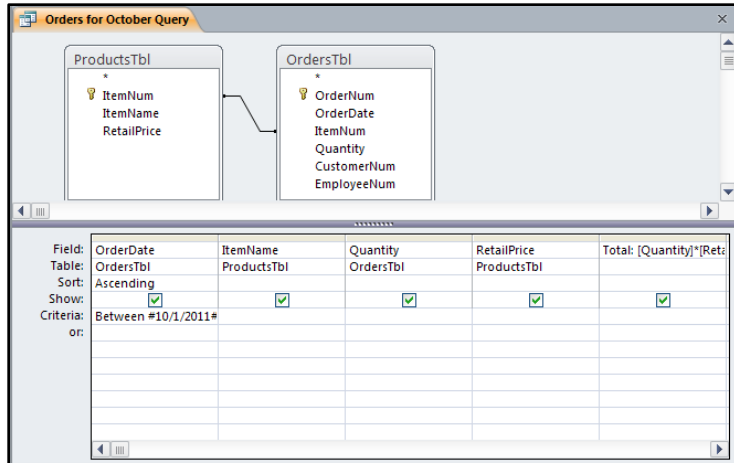 Orders for October Query
ProductsTbl
*
ItemNum
ItemName
RetailPrice
OrdersTbl
*
OrderNum
OrderDate
ItemNum
Quantity
CustomerNum
EmployeeNum
Field: OrderDate ItemName Quantity RetailPrice Total: [Quantity]*[Reta
Table: OrdersTbl ProductsTbl OrdersTbl ProductsTbl
Sort: Ascending
Show:
Criteria: Between #10/1/2011#
or: